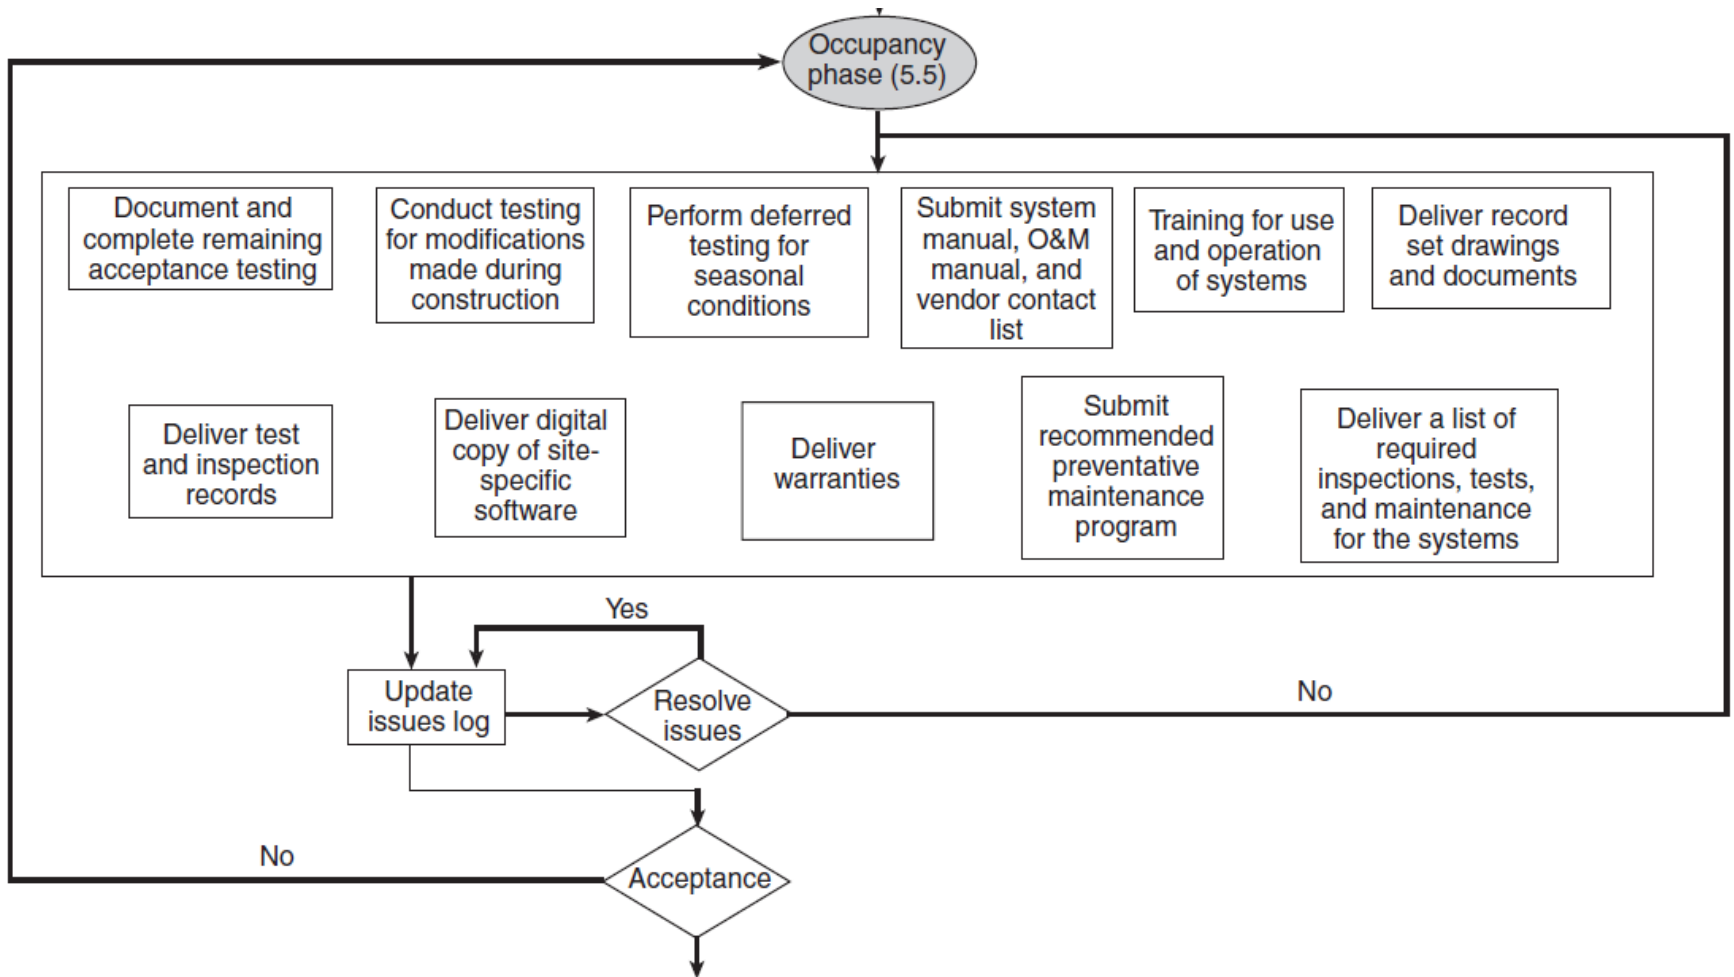 Occupancy
phase (5.5)
Document and
complete remaining
acceptance testing
Conduct testing
for modifications
made during
construction
Perform deferred
testing for
seasonal
conditions
Submit system
manual, O&M
manual, and
vendor contact
list
Training for use
and operation
of systems
Deliver record
set drawings
and documents
Deliver test
and inspection
records
Deliver digital
copy of site-
specific
software
Deliver
warranties
Submit
recommended
preventative
maintenance
program
Deliver a list of
required
inspections, tests,
and maintenance
for the systems
Yes
Update
issues log
Resolve
issues
No
No
Acceptance